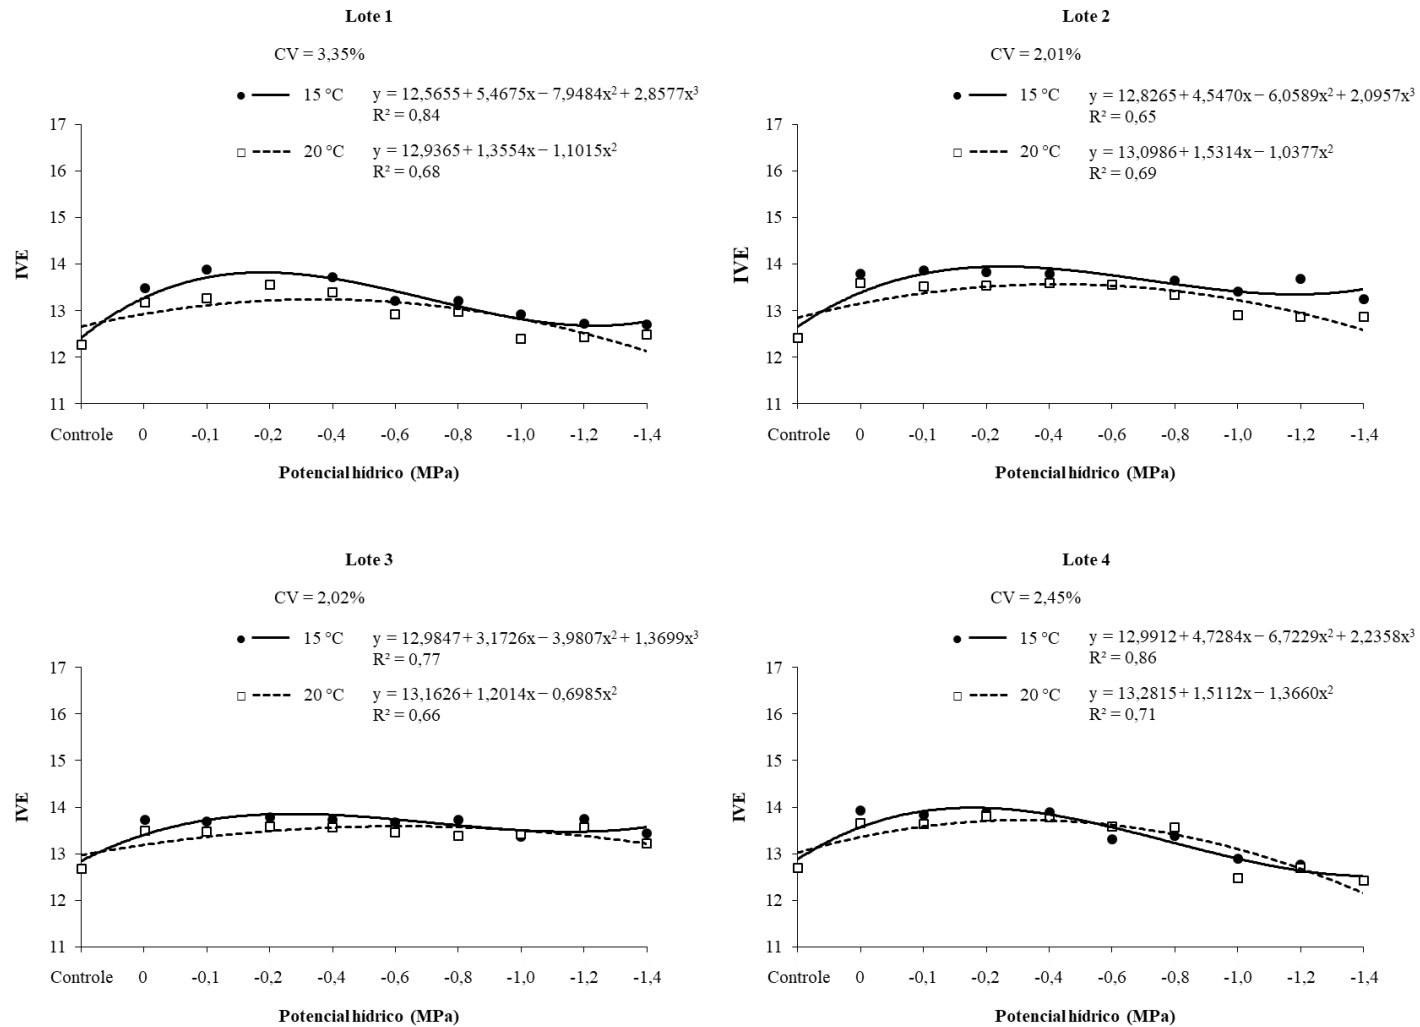 Lote 1
CV = 3,35%
15 °C y = 12,5655 + 5,4675x − 7,9484x² + 2,8577x³
R² = 0,84
20 °C y = 12,9365 + 1,3554x − 1,1015x²
R² = 0,68
17
16
15
14
13
12
11
IVE
Controle 0 -0,1 -0,2 -0,4 -0,6 -0,8 -1,0 -1,2 -1,4
Potencial hídrico (MPa)
Lote 2
CV = 2,01%
15 °C y = 12,8265 + 4,5470x − 6,0589x² + 2,0957x³
R² = 0,65
20 °C y = 13,0986 + 1,5314x − 1,0377x²
R² = 0,69
17
16
15
14
13
12
11
IVE
Controle 0 -0,1 -0,2 -0,4 -0,6 -0,8 -1,0 -1,2 -1,4
Potencial hídrico (MPa)
Lote 3
CV = 2,02%
15 °C y = 12,9847 + 3,1726x − 3,9807x² + 1,3699x³
R² = 0,77
20 °C y = 13,1626 + 1,2014x − 0,6985x²
R² = 0,66
17
16
15
14
13
12
11
IVE
Controle 0 -0,1 -0,2 -0,4 -0,6 -0,8 -1,0 -1,2 -1,4
Potencial hídrico (MPa)
Lote 4
CV = 2,45%
15 °C y = 12,9912 + 4,7284x − 6,7229x² + 2,2358x³
R² = 0,86
20 °C y = 13,2815 + 1,5112x − 1,3660x²
R² = 0,71
17
16
15
14
13
12
11
IVE
Controle 0 -0,1 -0,2 -0,4 -0,6 -0,8 -1,0 -1,2 -1,4
Potencial hídrico (MPa)